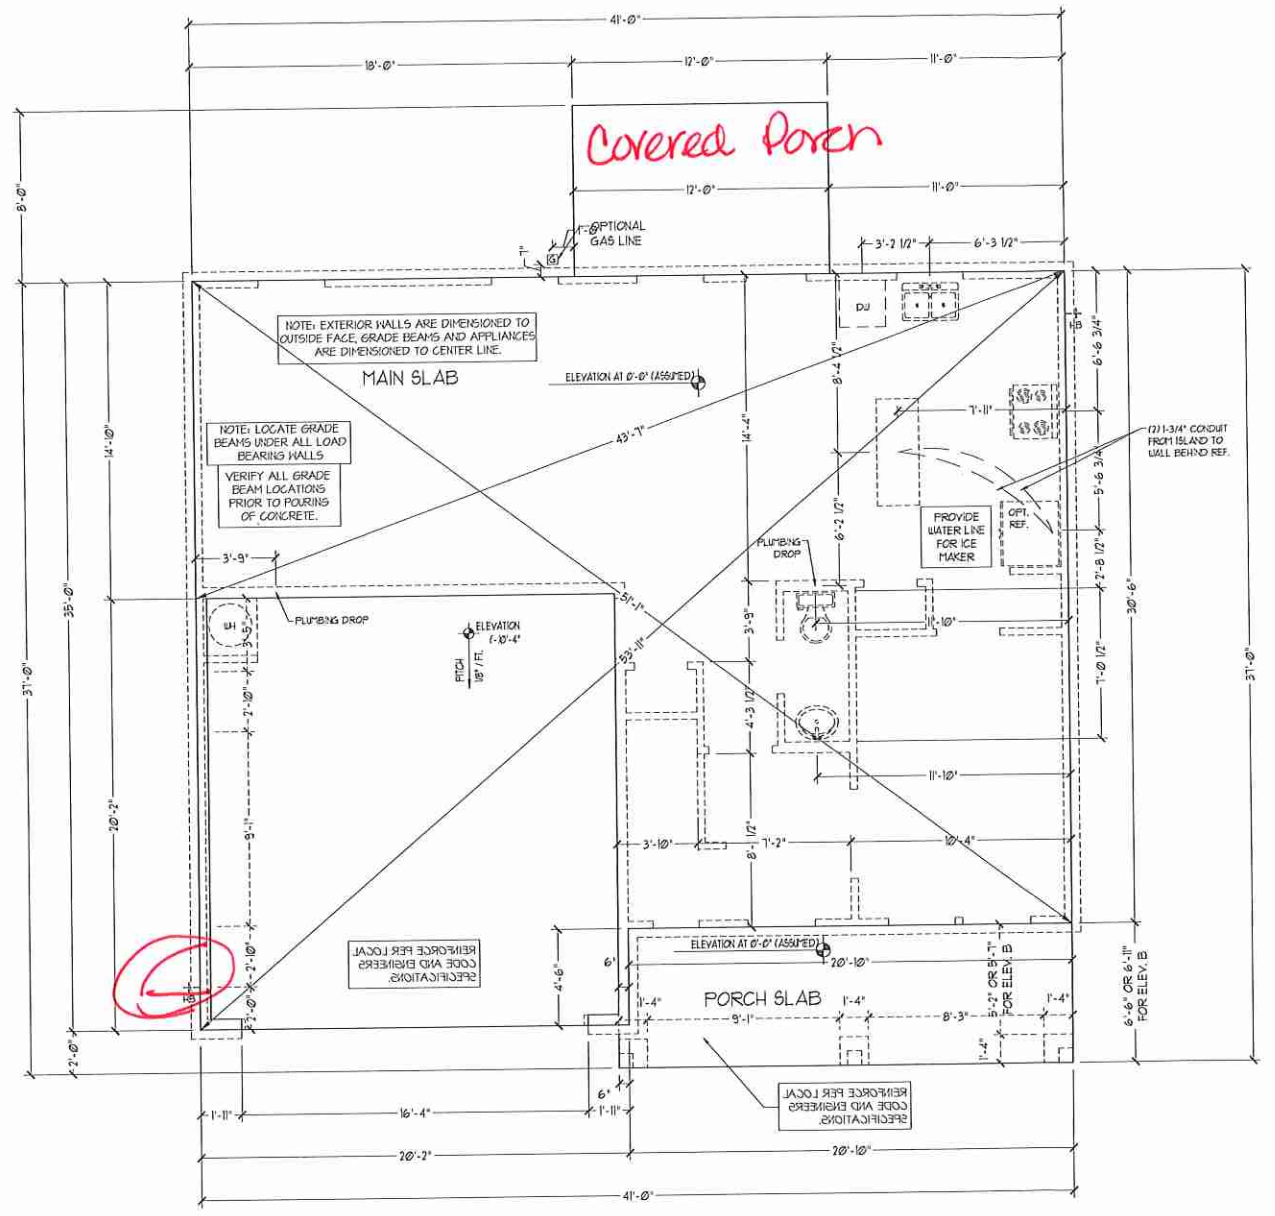 41'-0"
18'-0"
12'-0"
11'-0"
Covered Porch
8'-0"
12'-0"
11'-0"
OPTIONAL
GAS LINE
1'-0"
7"
G
3'-2 1/2"
6'-3 1/2"
DW
HB
NOTE: EXTERIOR WALLS ARE DIMENSIONED TO
OUTSIDE FACE, GRADE BEAMS AND APPLIANCES
ARE DIMENSIONED TO CENTER LINE.
MAIN SLAB
ELEVATION AT 0'-0" (ASSUMED)
8'-4 1/2"
6'-6 3/4"
7'-11"
14'-4"
43'-7"
14'-10"
NOTE: LOCATE GRADE
BEAMS UNDER ALL LOAD
BEARING WALLS
VERIFY ALL GRADE
BEAM LOCATIONS
PRIOR TO POURING
OF CONCRETE.
(2) 1-3/4" CONDUIT
FROM ISLAND TO
WALL BEHIND REF.
5'-6 3/4"
6'-2 1/2"
PROVIDE
WATER LINE
FOR ICE
MAKER
OPT.
REF.
PLUMBING
DROP
3'-9"
2'-8 1/2"
35'-0"
30'-6"
37'-0"
37'-0"
51'-1"
53'-11"
WH
3'-5"
PLUMBING DROP
ELEVATION
(-)0'-4"
PITCH
1/8" / FT.
3'-9"
11'-10"
7'-0 1/2"
2'-10"
4'-3 1/2"
11'-10"
20'-2"
9'-1"
3'-10"
7'-2"
10'-4"
8'-1 1/2"
REINFORCE PER LOCAL
CODE AND ENGINEERS
SPECIFICATIONS.
2'-10"
HB
2'-0"
4'-6"
6"
ELEVATION AT 0'-0" (ASSUMED)
20'-10"
PORCH SLAB
1'-4"
9'-1"
1'-4"
8'-3"
1'-4"
5'-2" OR 5'-7"
FOR ELEV. B
1'-4"
6'-6" OR 6'-11"
FOR ELEV. B
2'-0"
6"
REINFORCE PER LOCAL
CODE AND ENGINEERS
SPECIFICATIONS.
1'-11"
16'-4"
1'-11"
20'-2"
20'-10"
41'-0"